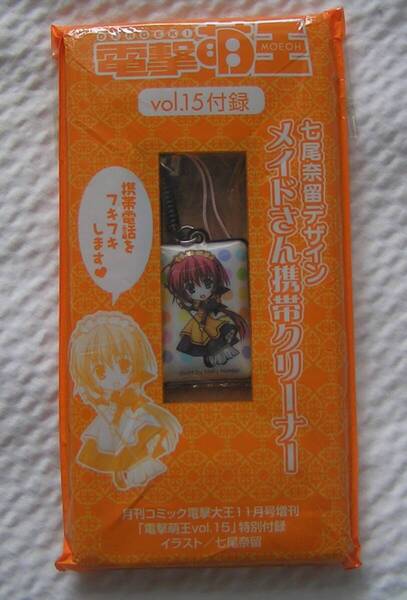 DENGEKI
電撃萌王
MOEOH
vol.15付録
七尾奈留デザイン
メイドさん携帯クリーナー
携帯電話を
フキフキ
します♥
月刊コミック電撃大王11月号増刊
「電撃萌王vol.15」特別付録
イラスト／七尾奈留